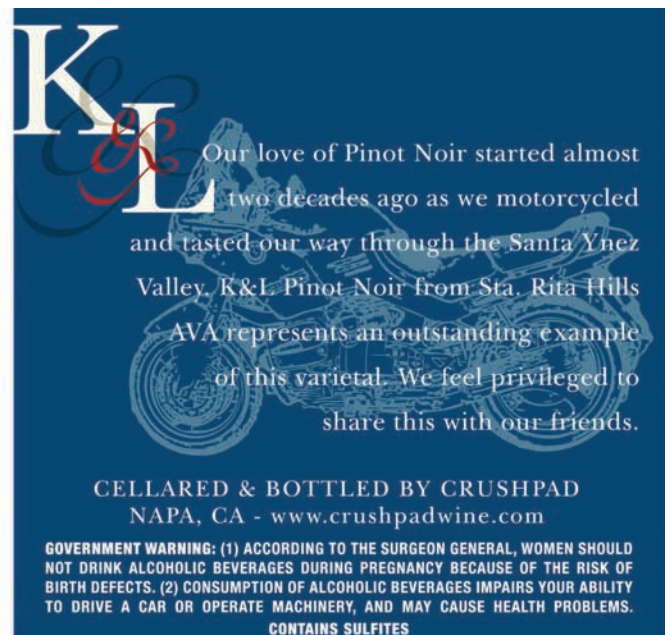 K&L
Our love of Pinot Noir started almost
two decades ago as we motorcycled
and tasted our way through the Santa Ynez
Valley. K&L Pinot Noir from Sta. Rita Hills
AVA represents an outstanding example
of this varietal. We feel privileged to
share this with our friends.
CELLARED & BOTTLED BY CRUSHPAD
NAPA, CA - www.crushpadwine.com
GOVERNMENT WARNING: (1) ACCORDING TO THE SURGEON GENERAL, WOMEN SHOULD
NOT DRINK ALCOHOLIC BEVERAGES DURING PREGNANCY BECAUSE OF THE RISK OF
BIRTH DEFECTS. (2) CONSUMPTION OF ALCOHOLIC BEVERAGES IMPAIRS YOUR ABILITY
TO DRIVE A CAR OR OPERATE MACHINERY, AND MAY CAUSE HEALTH PROBLEMS.
CONTAINS SULFITES